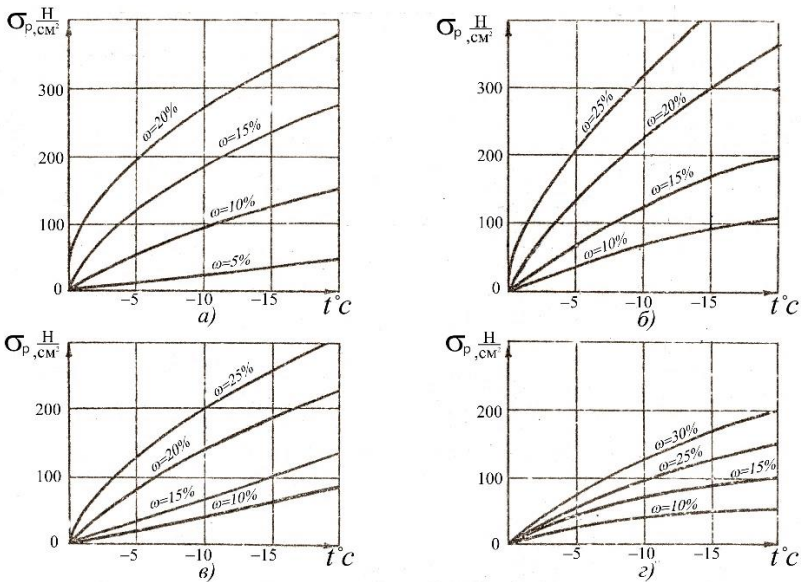 σр, Н/см²
300
200
100
0
ω=20%
ω=15%
ω=10%
ω=5%
−5
−10
−15
t°c
а)
σр, Н/см²
400
300
200
100
0
ω=25%
ω=20%
ω=15%
ω=10%
−5
−10
−15
t°c
б)
σр, Н/см²
200
100
0
ω=25%
ω=20%
ω=15%
ω=10%
−5
−10
−15
t°c
в)
σр, Н/см²
200
100
0
ω=30%
ω=25%
ω=15%
ω=10%
−5
−10
−15
t°c
г)